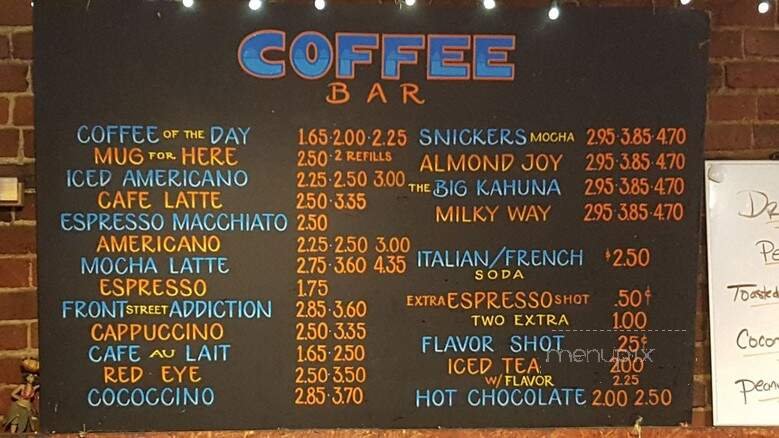 COFFEE
BAR
COFFEE OF THE DAY 1.65·2.00·2.25
MUG FOR HERE 2.50·2 REFILLS
ICED AMERICANO 2.25·2.50 3.00
CAFE LATTE 2.50·3.35
ESPRESSO MACCHIATO 2.50
AMERICANO 2.25·2.50 3.00
MOCHA LATTE 2.75·3.60 4.35
ESPRESSO 1.75
FRONT STREET ADDICTION 2.85·3.60
CAPPUCCINO 2.50·3.35
CAFE AU LAIT 1.65·2.50
RED EYE 2.50·3.50
COCOCCINO 2.85·3.70
SNICKERS MOCHA 2.95·3.85·4.70
ALMOND JOY 2.95·3.85·4.70
THE BIG KAHUNA 2.95·3.85·4.70
MILKY WAY 2.95·3.85·4.70
ITALIAN/FRENCH $2.50
SODA
EXTRA ESPRESSO SHOT .50¢
TWO EXTRA 1.00
FLAVOR SHOT .25¢
ICED TEA 2.00
W/FLAVOR 2.25
HOT CHOCOLATE 2.00 2.50
menupix
Toasted